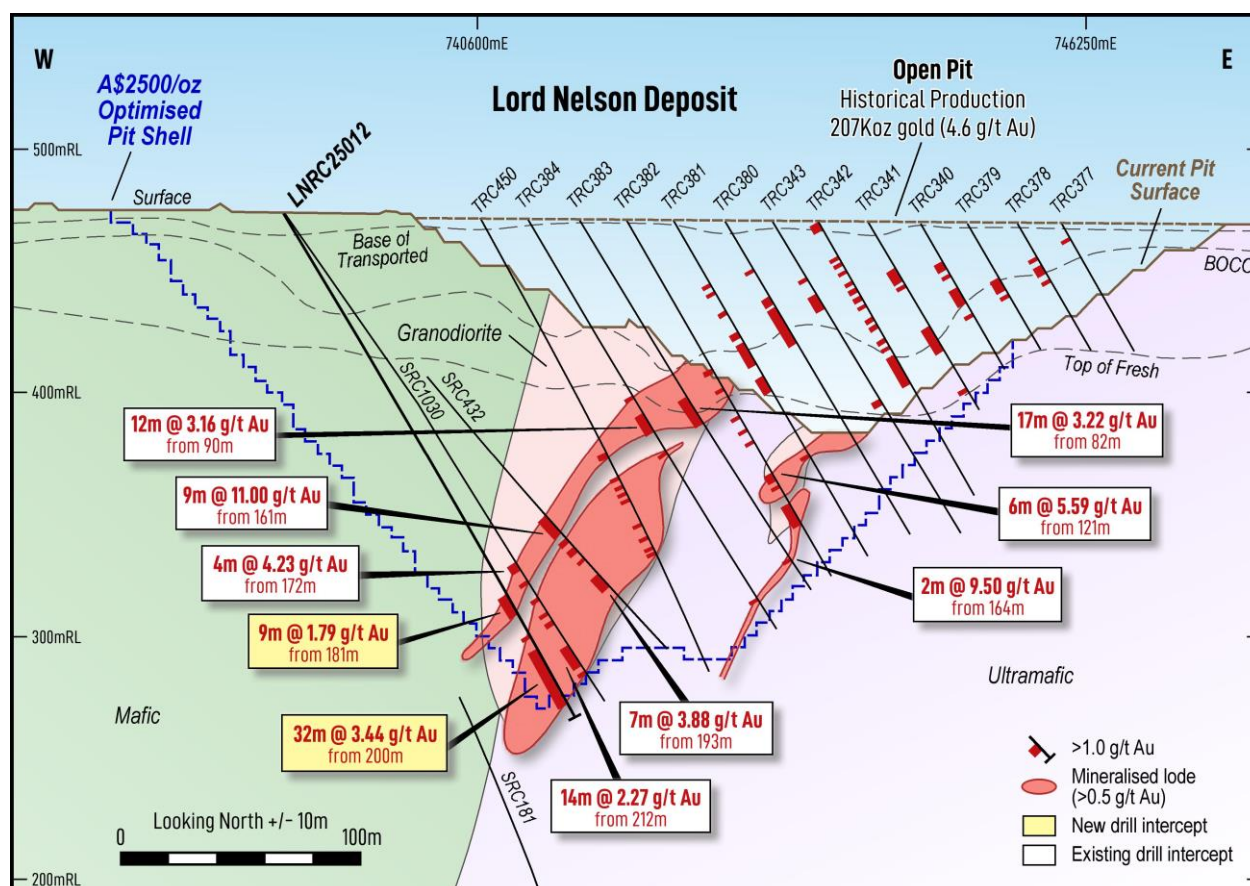 740600mE
746250mE
W
E
A$2500/oz
Optimised
Pit Shell
Lord Nelson Deposit
Open Pit
Historical Production
207Koz gold (4.6 g/t Au)
Current Pit
Surface
500mRL
400mRL
300mRL
200mRL
Surface
LNRC25012
TRC450
TRC384
TRC383
TRC382
TRC381
TRC380
TRC343
TRC342
TRC341
TRC340
TRC379
TRC378
TRC377
Base of
Transported
BOCO
Granodiorite
Top of Fresh
SRC1030
SRC432
12m @ 3.16 g/t Au
from 90m
17m @ 3.22 g/t Au
from 82m
9m @ 11.00 g/t Au
from 161m
6m @ 5.59 g/t Au
from 121m
4m @ 4.23 g/t Au
from 172m
2m @ 9.50 g/t Au
from 164m
9m @ 1.79 g/t Au
from 181m
Mafic
Ultramafic
32m @ 3.44 g/t Au
from 200m
7m @ 3.88 g/t Au
from 193m
14m @ 2.27 g/t Au
from 212m
SRC181
Looking North +/- 10m
0
100m
>1.0 g/t Au
Mineralised lode
(>0.5 g/t Au)
New drill intercept
Existing drill intercept